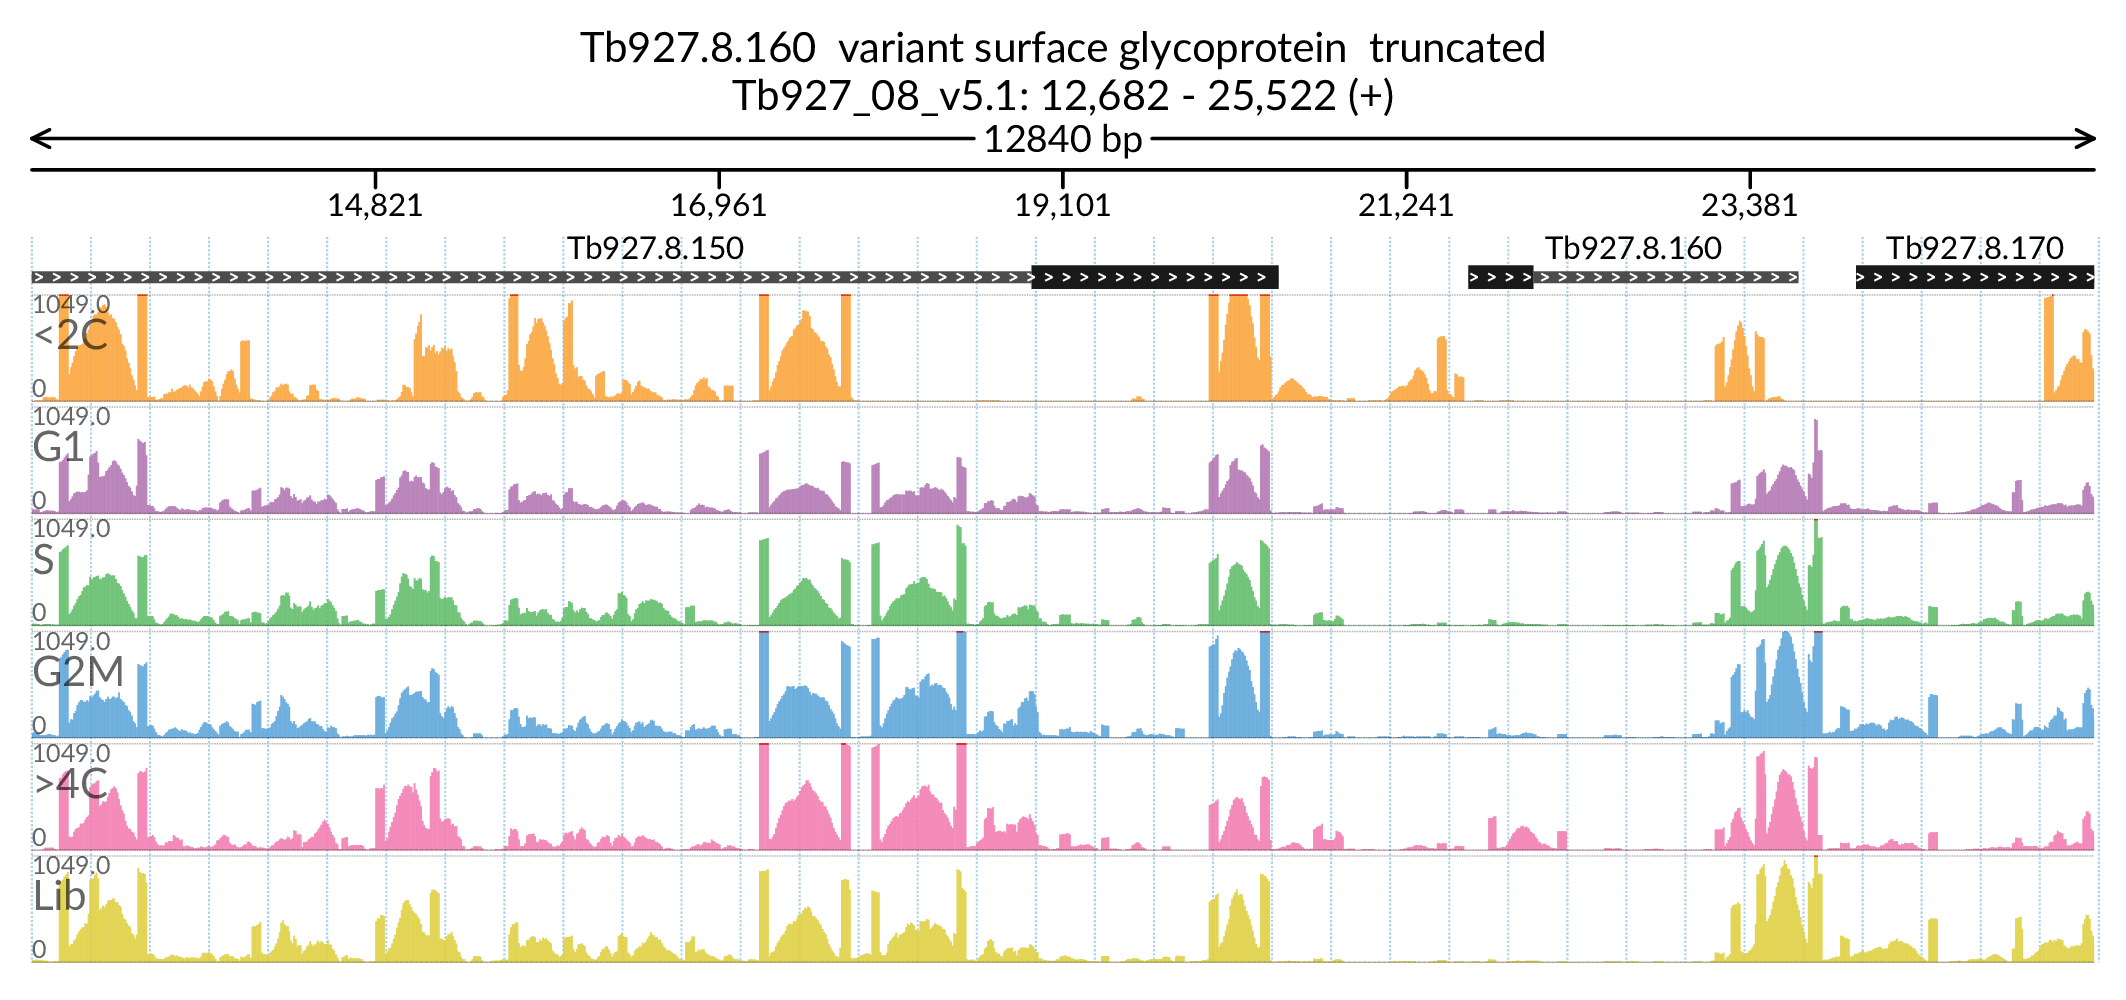 Tb927.8.160 variant surface glycoprotein truncated
Tb927_08_v5.1: 12,682 - 25,522 (+)
12840 bp
14,821 16,961 19,101 21,241 23,381
Tb927.8.150 Tb927.8.160 Tb927.8.170
1049.0
<2C
0
1049.0
G1
0
1049.0
S
0
1049.0
G2M
0
1049.0
>4C
0
1049.0
Lib
0